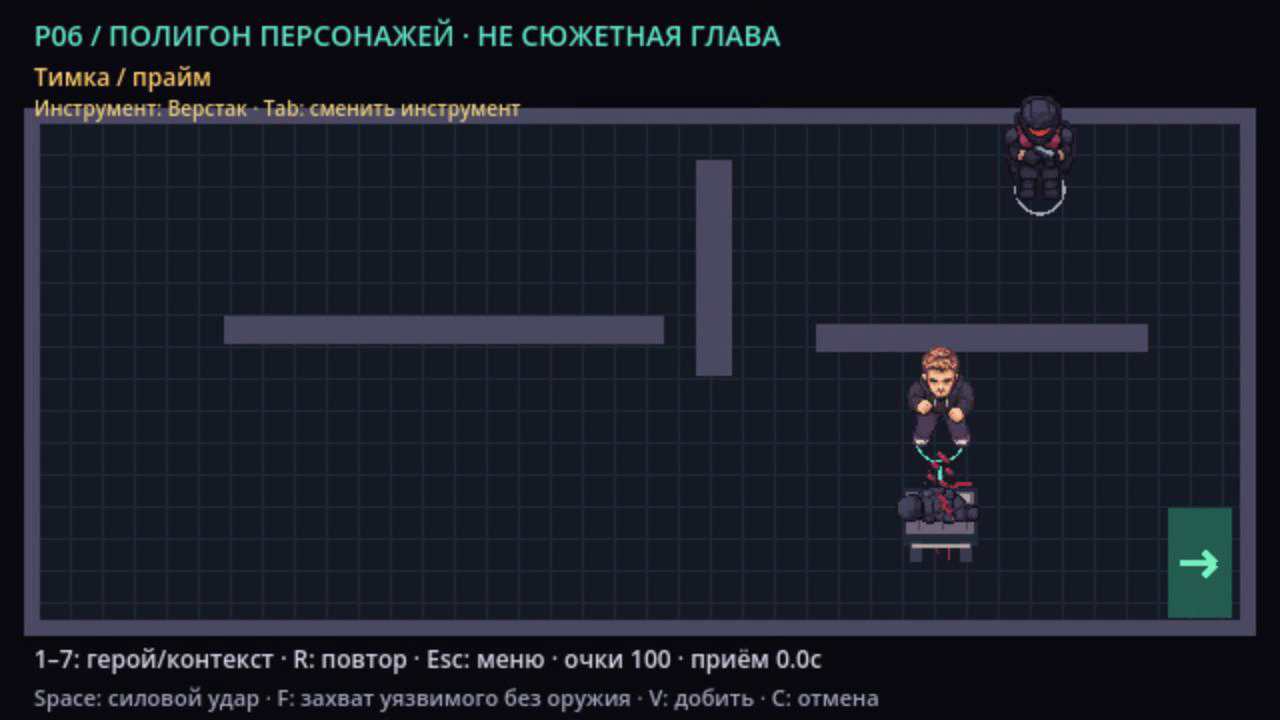 P06 / ПОЛИГОН ПЕРСОНАЖЕЙ · НЕ СЮЖЕТНАЯ ГЛАВА
Тимка / прайм
Инструмент: Верстак · Tab: сменить инструмент
→
1–7: герой/контекст · R: повтор · Esc: меню · очки 100 · приём 0.0с
Space: силовой удар · F: захват уязвимого без оружия · V: добить · C: отмена